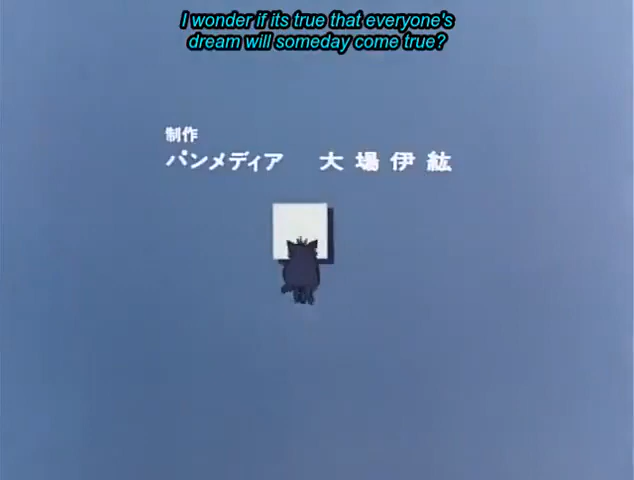 I wonder if its true that everyone's
dream will someday come true?
制作
パンメディア 大場伊紘